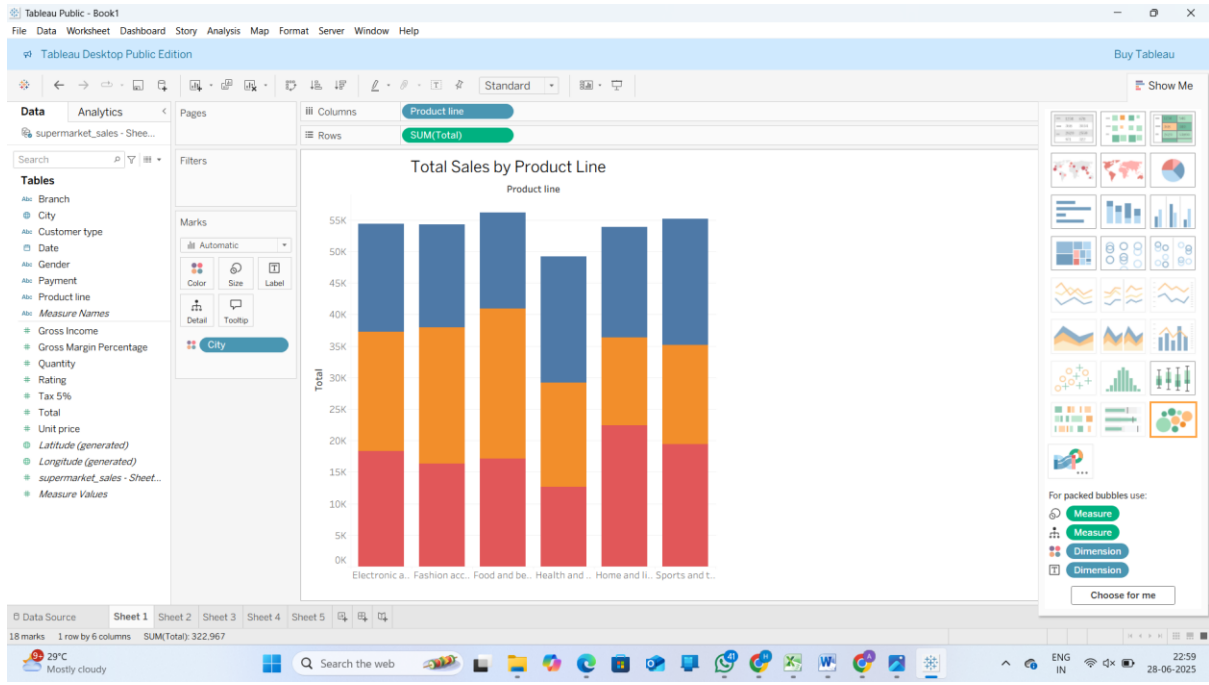 Tableau Public - Book1
File Data Worksheet Dashboard Story Analysis Map Format Server Window Help
Tableau Desktop Public Edition Buy Tableau
Standard Show Me
Data Analytics
supermarket_sales - Shee...
Search
Tables
Abc Branch
City
Abc Customer type
Date
Abc Gender
Abc Payment
Abc Product line
Abc Measure Names
# Gross Income
# Gross Margin Percentage
# Quantity
# Rating
# Tax 5%
# Total
# Unit price
Latitude (generated)
Longitude (generated)
# supermarket_sales - Sheet...
# Measure Values
Pages
Filters
Marks
Automatic
Color Size Label
Detail Tooltip
City
Columns Product line
Rows SUM(Total)
Total Sales by Product Line
Product line
Total
55K
50K
45K
40K
35K
30K
25K
20K
15K
10K
5K
0K
Electronic a.. Fashion acc.. Food and be.. Health and .. Home and li.. Sports and t..
For packed bubbles use:
Measure
Measure
Dimension
Dimension
Choose for me
Data Source Sheet 1 Sheet 2 Sheet 3 Sheet 4 Sheet 5
18 marks 1 row by 6 columns SUM(Total): 322,967
29°C
Mostly cloudy
Search the web
ENG
IN
22:59
28-06-2025